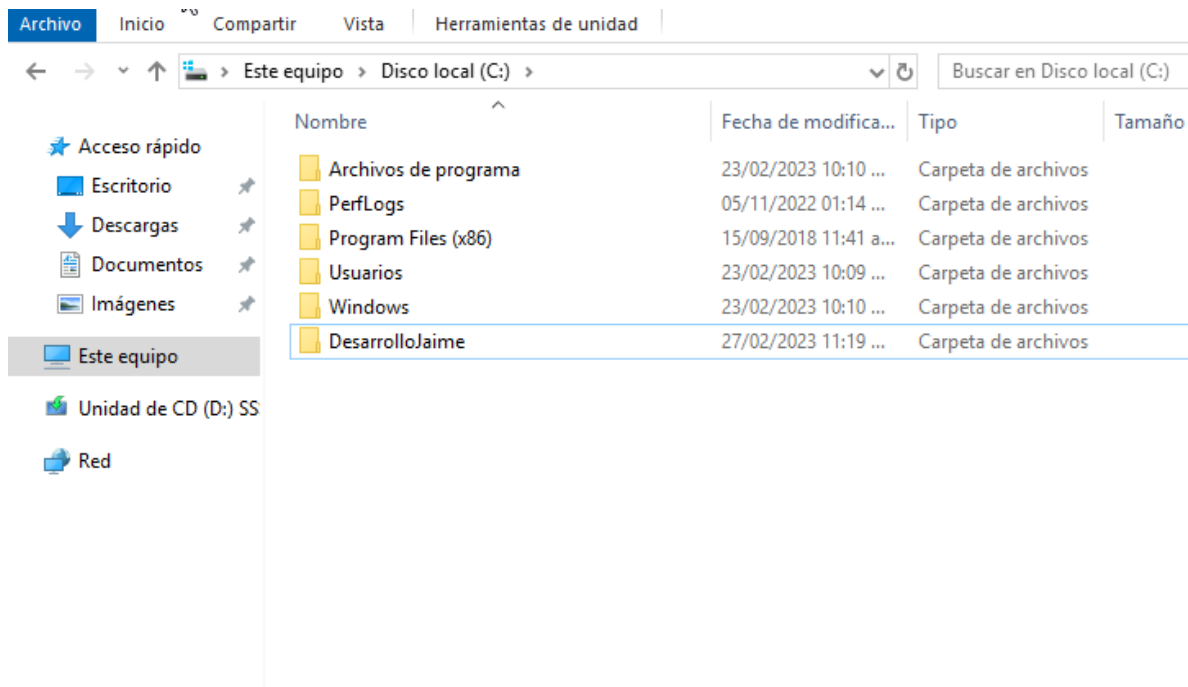 Archivo Inicio Compartir Vista Herramientas de unidad
Este equipo > Disco local (C:) > Buscar en Disco local (C:)
Nombre Fecha de modifica... Tipo Tamaño
Acceso rápido
Escritorio
Descargas
Documentos
Imágenes
Este equipo
Unidad de CD (D:) SS
Red
Archivos de programa 23/02/2023 10:10 ... Carpeta de archivos
PerfLogs 05/11/2022 01:14 ... Carpeta de archivos
Program Files (x86) 15/09/2018 11:41 a... Carpeta de archivos
Usuarios 23/02/2023 10:09 ... Carpeta de archivos
Windows 23/02/2023 10:10 ... Carpeta de archivos
DesarrolloJaime 27/02/2023 11:19 ... Carpeta de archivos